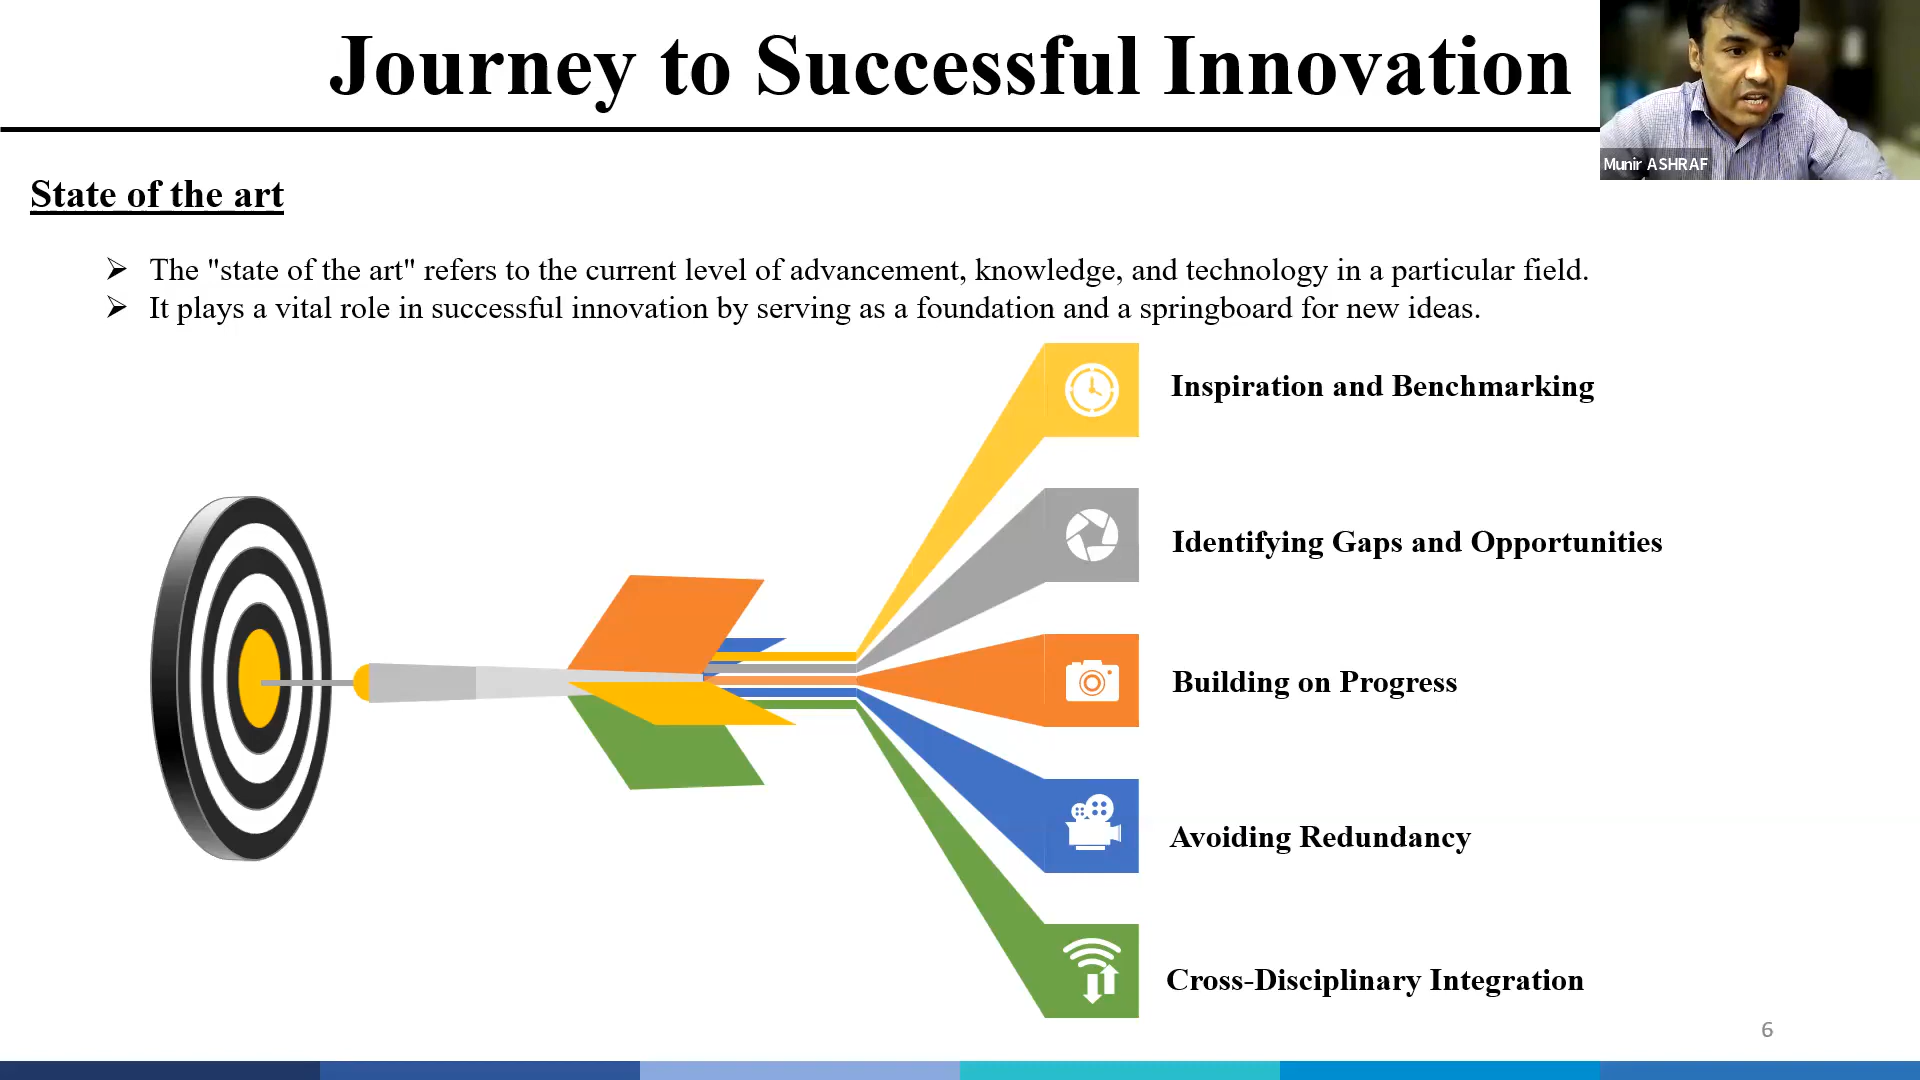 Journey to Successful Innovation
Munir ASHRAF
State of the art
The "state of the art" refers to the current level of advancement, knowledge, and technology in a particular field.
It plays a vital role in successful innovation by serving as a foundation and a springboard for new ideas.
Inspiration and Benchmarking
Identifying Gaps and Opportunities
Building on Progress
Avoiding Redundancy
Cross-Disciplinary Integration
6